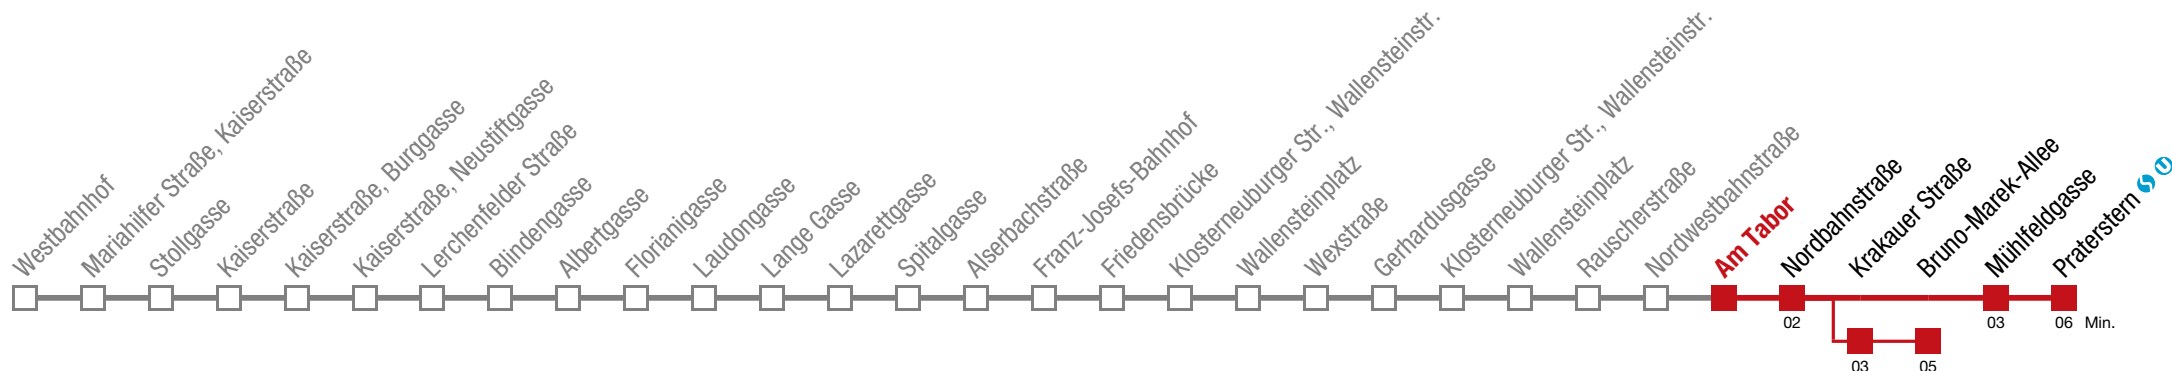 Westbahnhof
Mariahilfer Straße, Kaiserstraße
Stollgasse
Kaiserstraße
Kaiserstraße, Burggasse
Kaiserstraße, Neustiftgasse
Lerchenfelder Straße
Blindengasse
Albertgasse
Florianigasse
Laudongasse
Lange Gasse
Lazarettgasse
Spitalgasse
Alserbachstraße
Franz-Josefs-Bahnhof
Friedensbrücke
Klosterneuburger Str., Wallensteinstr.
Wallensteinplatz
Wexstraße
Gerhardusgasse
Klosterneuburger Str., Wallensteinstr.
Wallensteinplatz
Rauscherstraße
Nordwestbahnstraße
Am Tabor
Nordbahnstraße
Krakauer Straße
Bruno-Marek-Allee
Mühlfeldgasse
Praterstern S U
02
03
06 Min.
03
05